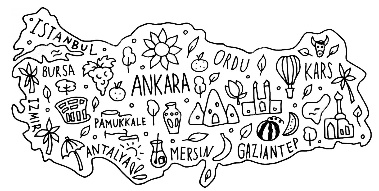 ISTANBUL
ORDU
BURSA
ANKARA
KARS
IZMIR
PAMUKKALE
ANTALYA
MERSIN
GAZIANTEP